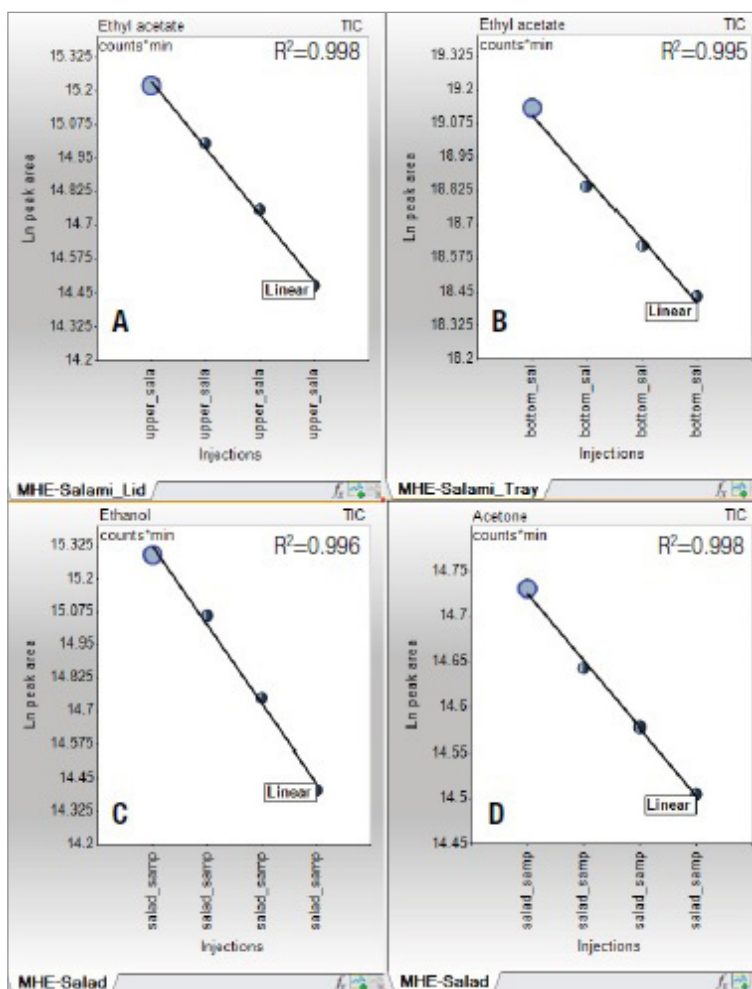 Ethyl acetate TIC
counts*min R²=0.998
15.325
15.2
15.075
14.95
14.825
14.7
14.575
14.45
14.325
14.2
Ln peak area
Linear
A
upper_sala upper_sala upper_sala upper_sala
Injections
MHE-Salami_Lid
Ethyl acetate TIC
counts*min R²=0.995
19.325
19.2
19.075
18.95
18.825
18.7
18.575
18.45
18.325
18.2
Ln peak area
Linear
B
bottom_sal bottom_sal bottom_sal bottom_sal
Injections
MHE-Salami_Tray
Ethanol TIC
counts*min R²=0.996
15.325
15.2
15.075
14.95
14.825
14.7
14.575
14.45
14.325
14.2
Ln peak area
Linear
C
salad_samp salad_samp salad_samp salad_samp
Injections
MHE-Salad
Acetone TIC
counts*min R²=0.998
14.75
14.7
14.65
14.6
14.55
14.5
14.45
Ln peak area
Linear
D
salad_samp salad_samp salad_samp salad_samp
Injections
MHE-Salad